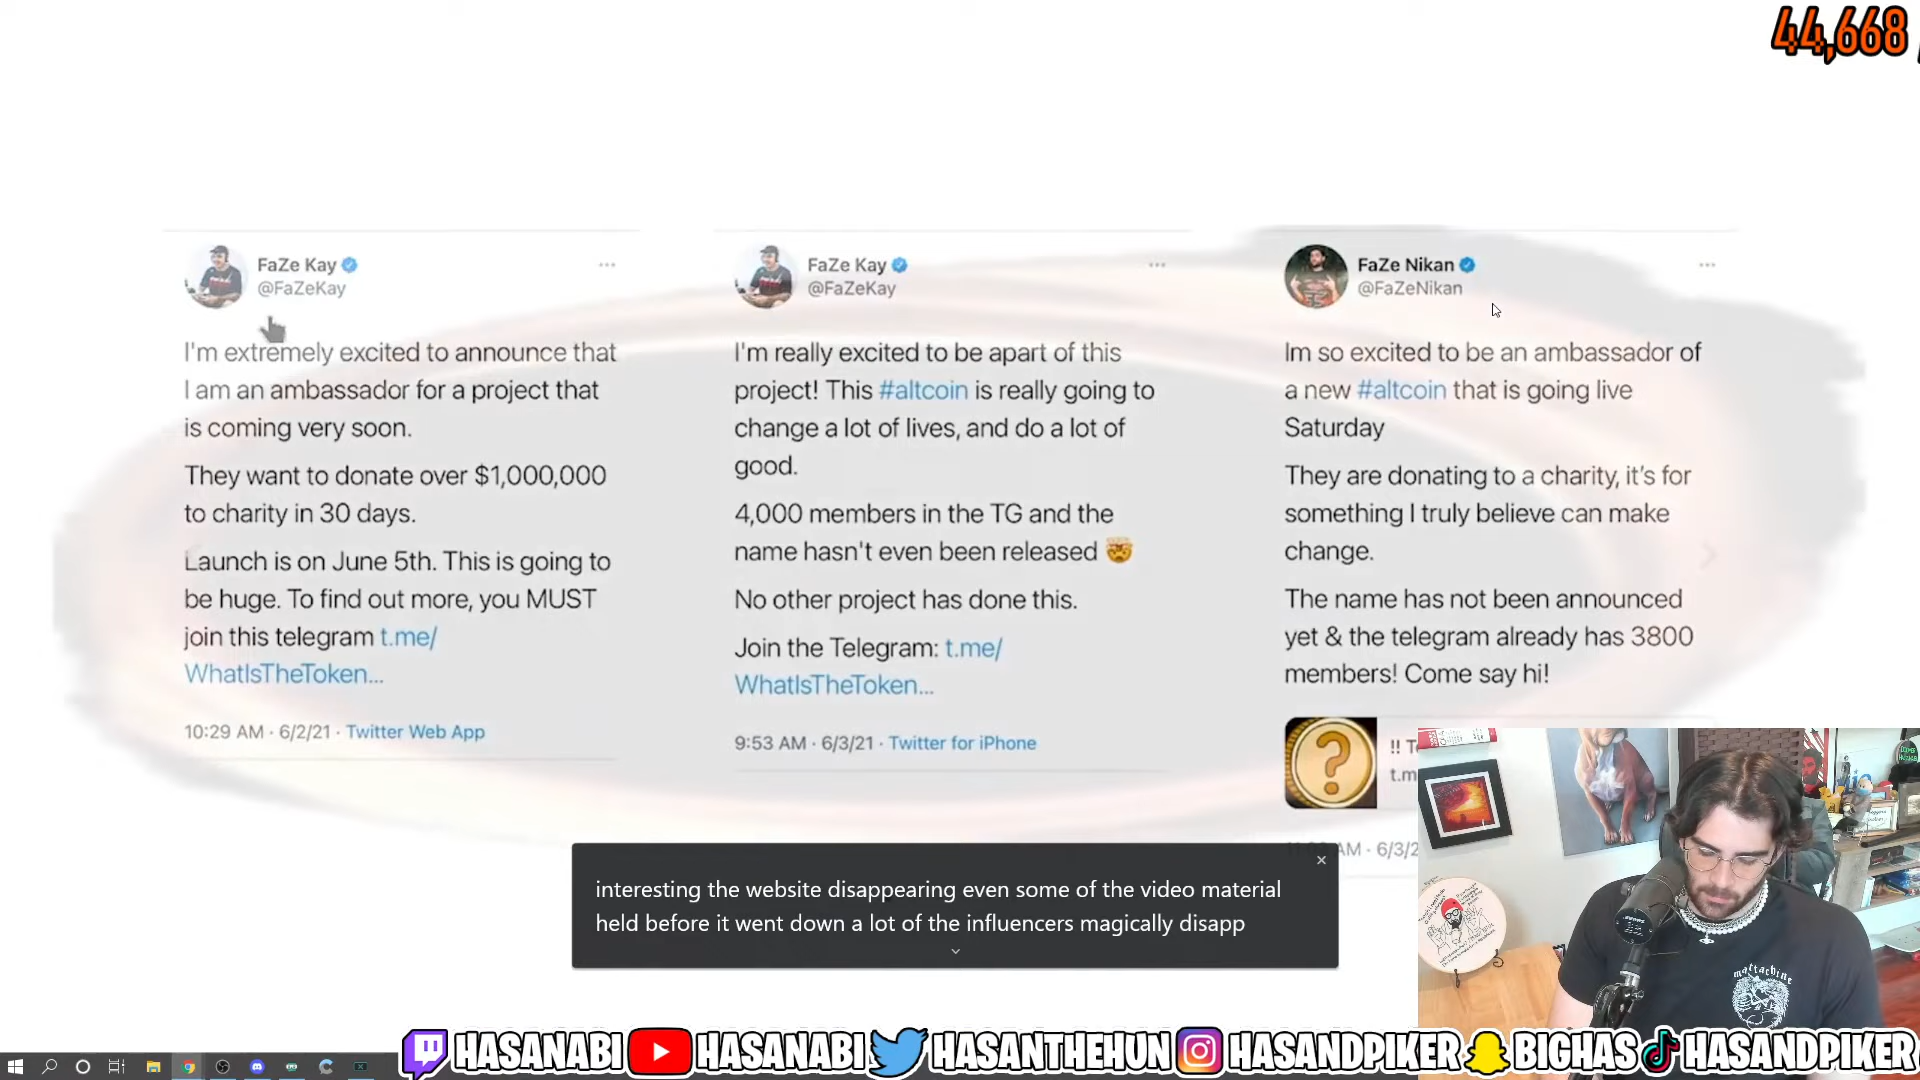 44,668
FaZe Kay
@FaZeKay
I'm extremely excited to announce that
I am an ambassador for a project that
is coming very soon.
They want to donate over $1,000,000
to charity in 30 days.
Launch is on June 5th. This is going to
be huge. To find out more, you MUST
join this telegram t.me/
WhatIsTheToken...
10:29 AM · 6/2/21 · Twitter Web App
FaZe Kay
@FaZeKay
I'm really excited to be apart of this
project! This #altcoin is really going to
change a lot of lives, and do a lot of
good.
4,000 members in the TG and the
name hasn't even been released 🤯
No other project has done this.
Join the Telegram: t.me/
WhatIsTheToken...
9:53 AM · 6/3/21 · Twitter for iPhone
FaZe Nikan
@FaZeNikan
Im so excited to be an ambassador of
a new #altcoin that is going live
Saturday
They are donating to a charity, it's for
something I truly believe can make
change.
The name has not been announced
yet & the telegram already has 3800
members! Come say hi!
!! T
t.m
AM · 6/3/2
interesting the website disappearing even some of the video material
held before it went down a lot of the influencers magically disapp
mattachine
HASANABI HASANABI HASANTHEHUN HASANDPIKER BIGHAS HASANDPIKER